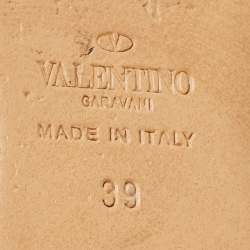 VALENTINO
GARAVANI
MADE IN ITALY
39